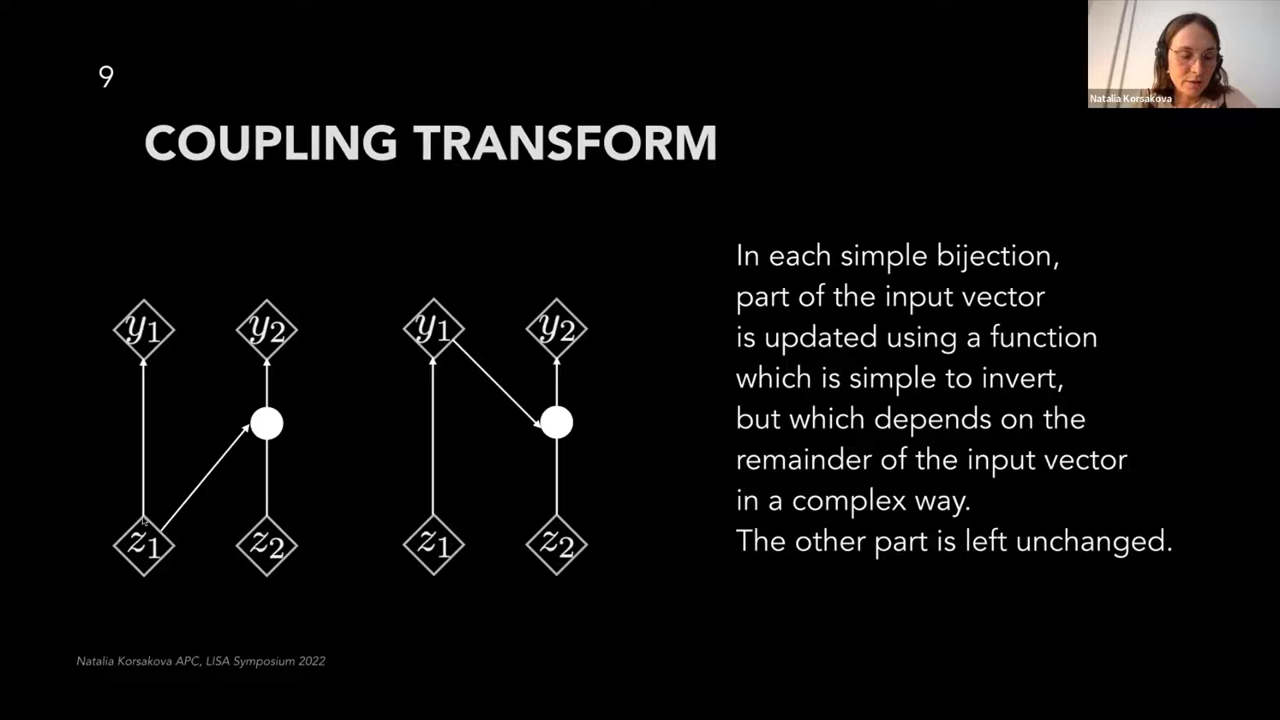 9
Natalia Korsakova
COUPLING TRANSFORM
y1 y2 y1 y2
z1 z2 z1 z2
In each simple bijection,
part of the input vector
is updated using a function
which is simple to invert,
but which depends on the
remainder of the input vector
in a complex way.
The other part is left unchanged.
Natalia Korsakova APC, LISA Symposium 2022